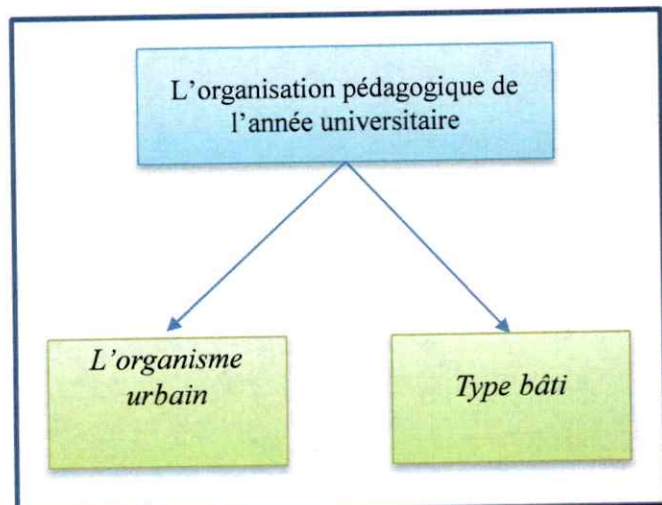 L’organisation pédagogique de
l’année universitaire
L’organisme
urbain
Type bâti